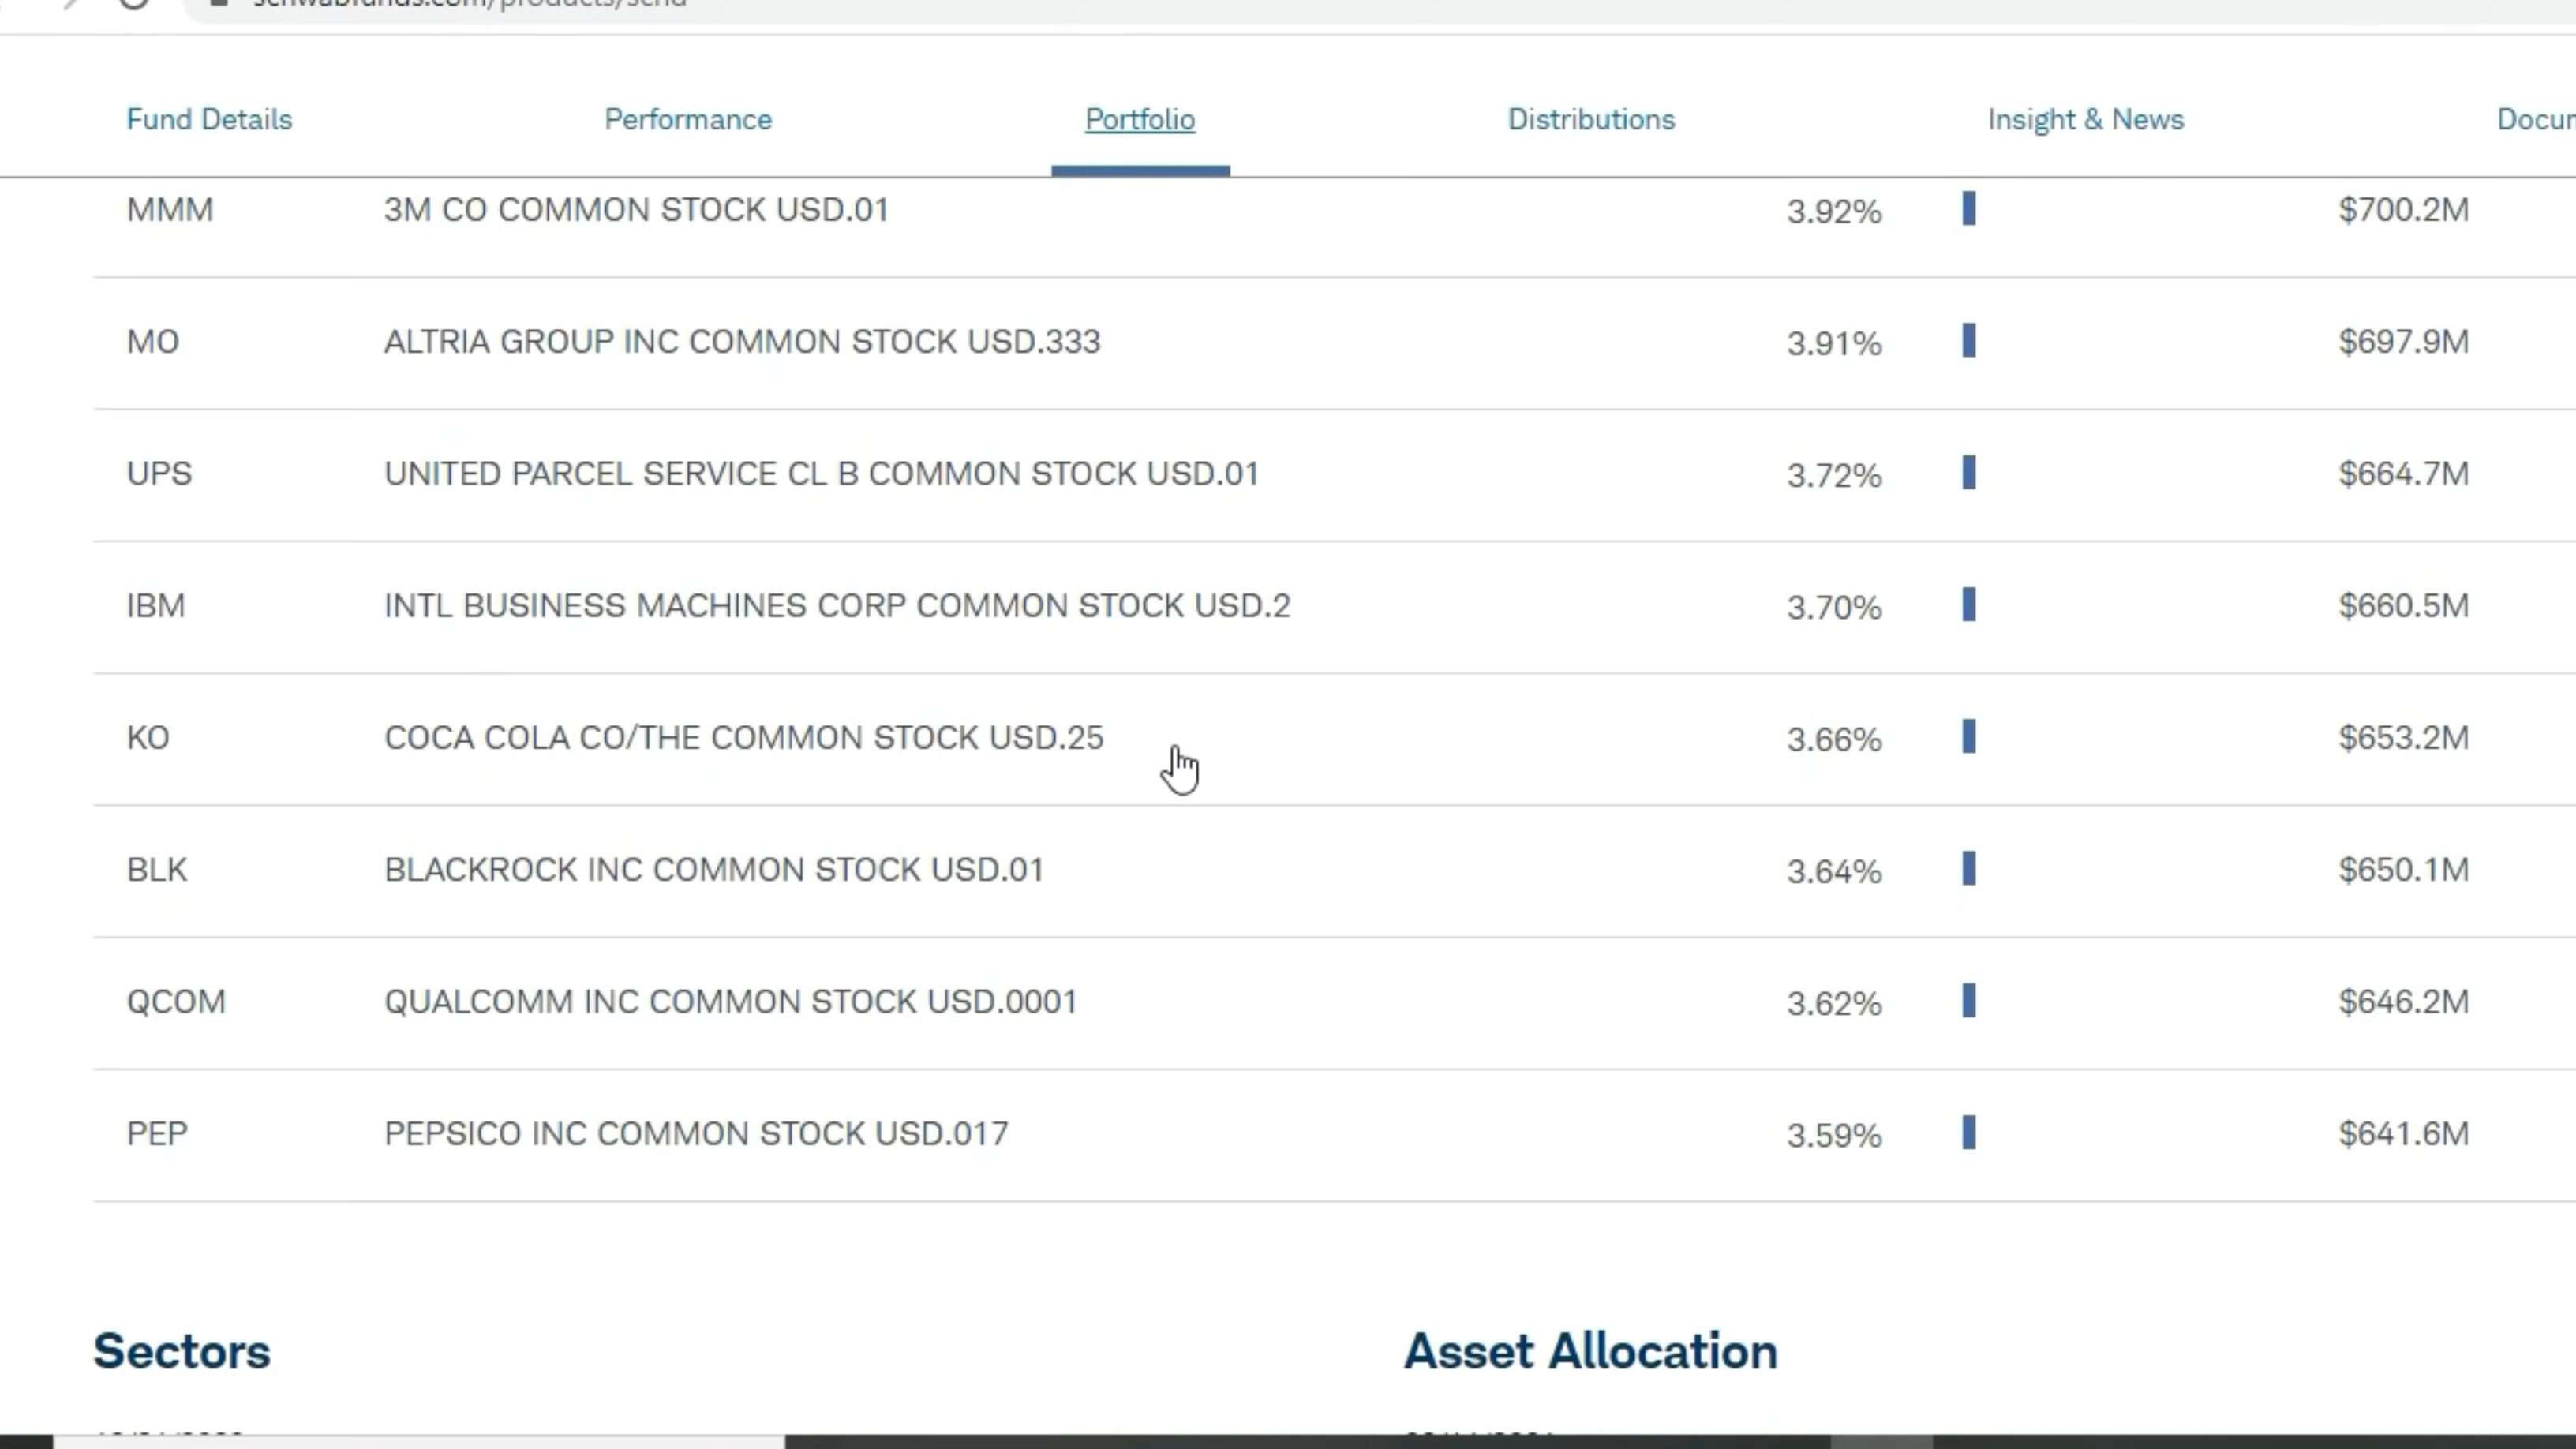 schwabfunds.com/products/schd
Fund Details Performance Portfolio Distributions Insight & News Docur
MMM 3M CO COMMON STOCK USD.01 3.92% $700.2M
MO ALTRIA GROUP INC COMMON STOCK USD.333 3.91% $697.9M
UPS UNITED PARCEL SERVICE CL B COMMON STOCK USD.01 3.72% $664.7M
IBM INTL BUSINESS MACHINES CORP COMMON STOCK USD.2 3.70% $660.5M
KO COCA COLA CO/THE COMMON STOCK USD.25 3.66% $653.2M
BLK BLACKROCK INC COMMON STOCK USD.01 3.64% $650.1M
QCOM QUALCOMM INC COMMON STOCK USD.0001 3.62% $646.2M
PEP PEPSICO INC COMMON STOCK USD.017 3.59% $641.6M
Sectors Asset Allocation